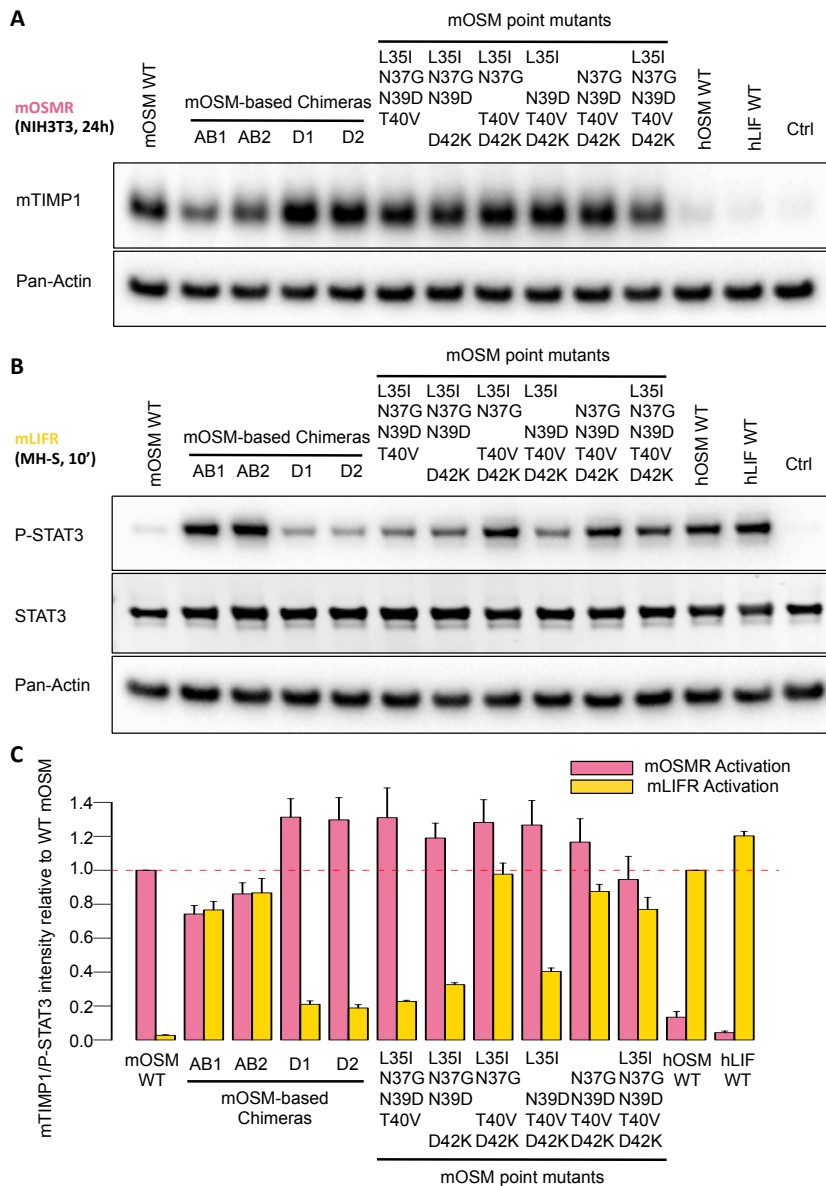 A
mOSM point mutants
mOSMR
(NIH3T3, 24h)
mOSM WT
mOSM-based Chimeras
AB1 AB2 D1 D2
L35I L35I L35I L35I L35I
N37G N37G N37G N37G N37G
N39D N39D N39D N39D N39D
T40V T40V T40V T40V T40V
D42K D42K D42K D42K D42K
hOSM WT
hLIF WT
Ctrl
mTIMP1
Pan-Actin
B
mOSM point mutants
mLIFR
(MH-S, 10')
mOSM WT
mOSM-based Chimeras
AB1 AB2 D1 D2
L35I L35I L35I L35I L35I
N37G N37G N37G N37G N37G
N39D N39D N39D N39D N39D
T40V T40V T40V T40V T40V
D42K D42K D42K D42K D42K
hOSM WT
hLIF WT
Ctrl
P-STAT3
STAT3
Pan-Actin
C
mOSMR Activation
mLIFR Activation
mTIMP1/P-STAT3 intensity relative to WT mOSM
1.4
1.2
1.0
0.8
0.6
0.4
0.2
0.0
mOSM
WT
AB1 AB2 D1 D2
mOSM-based
Chimeras
L35I L35I L35I L35I L35I
N37G N37G N37G N37G N37G
N39D N39D N39D N39D N39D
T40V T40V T40V T40V T40V
D42K D42K D42K D42K D42K
mOSM point mutants
hOSM
WT
hLIF
WT